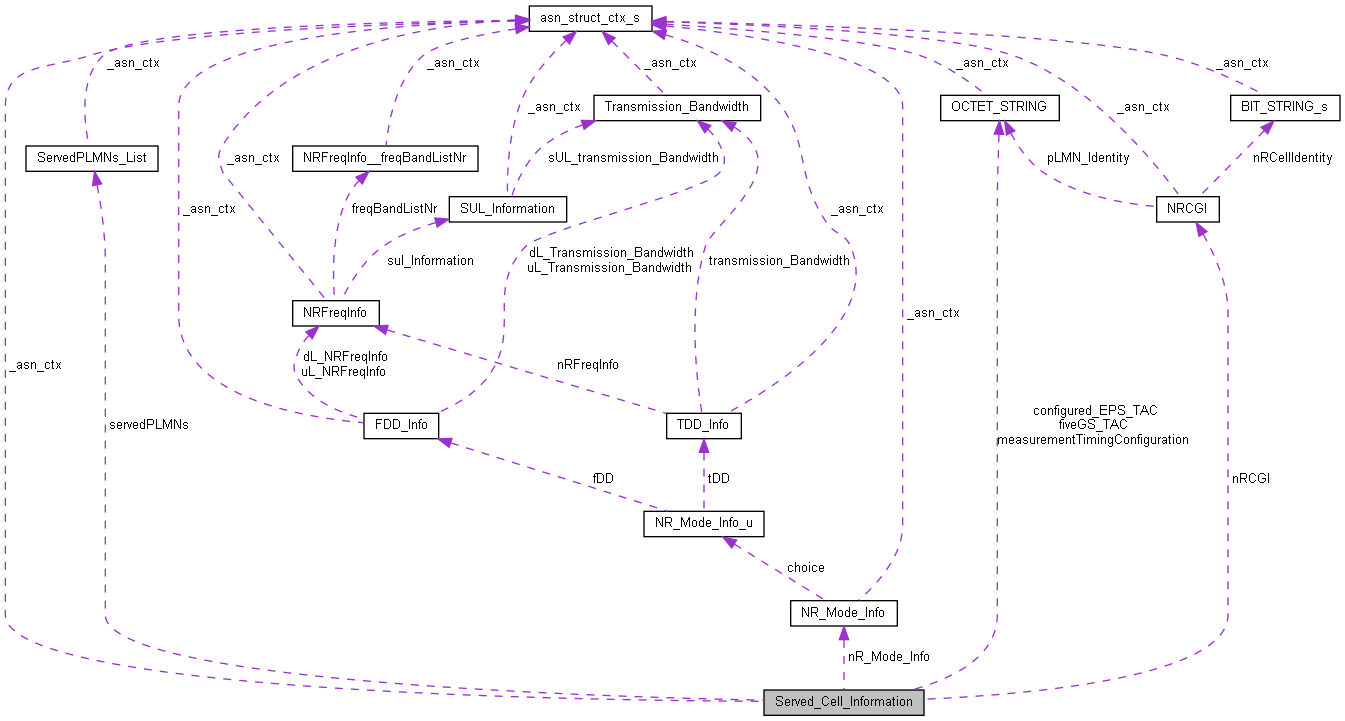 asn_struct_ctx_s
_asn_ctx
_asn_ctx
_asn_ctx
_asn_ctx
_asn_ctx
Transmission_Bandwidth
OCTET_STRING
BIT_STRING_s
_asn_ctx
_asn_ctx
ServedPLMNs_List
_asn_ctx
NRFreqInfo__freqBandListNr
sUL_transmission_Bandwidth
pLMN_Identity
nRCellIdentity
_asn_ctx
freqBandListNr
SUL_Information
_asn_ctx
NRCGI
sul_Information
dL_Transmission_Bandwidth
uL_Transmission_Bandwidth
transmission_Bandwidth
NRFreqInfo
_asn_ctx
_asn_ctx
dL_NRFreqInfo
uL_NRFreqInfo
nRFreqInfo
servedPLMNs
FDD_Info
TDD_Info
configured_EPS_TAC
fiveGS_TAC
measurementTimingConfiguration
fDD
tDD
nRCGI
NR_Mode_Info_u
choice
NR_Mode_Info
nR_Mode_Info
Served_Cell_Information